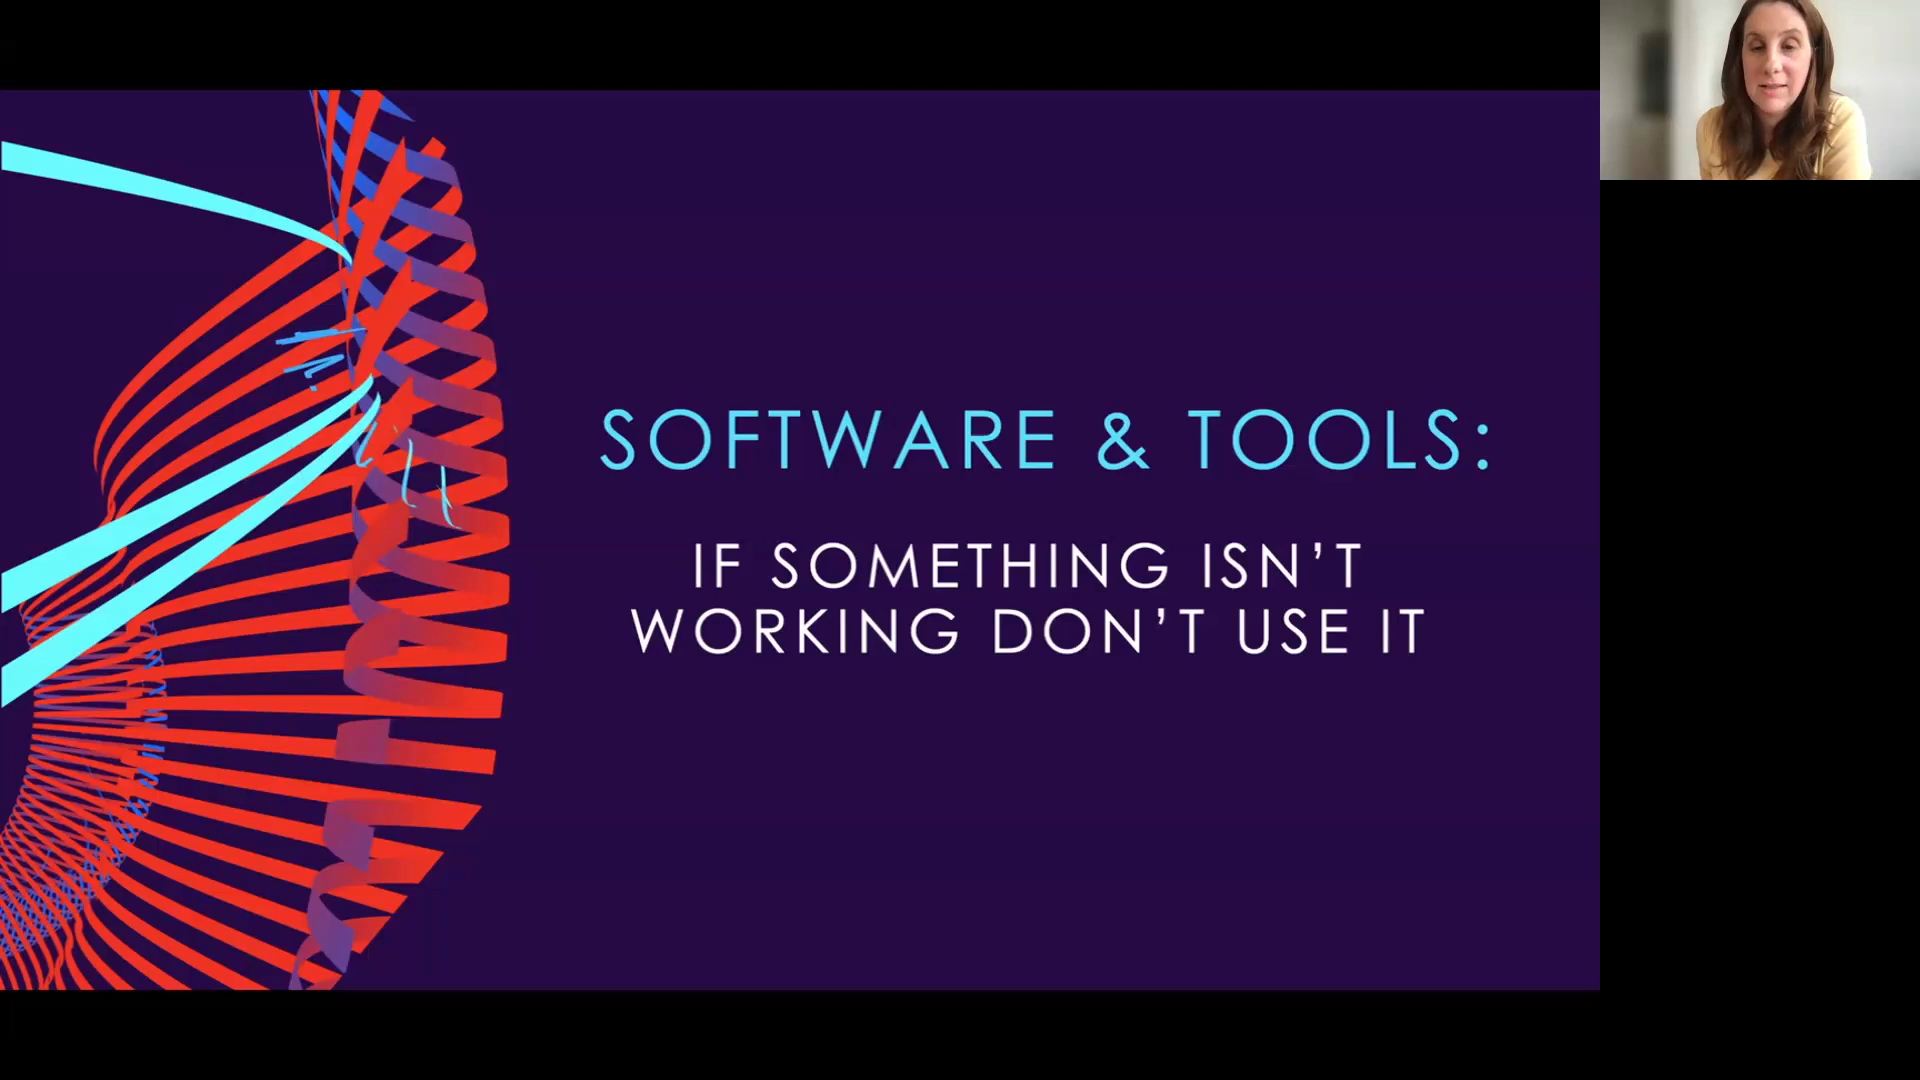 SOFTWARE & TOOLS:
IF SOMETHING ISN’T
WORKING DON’T USE IT